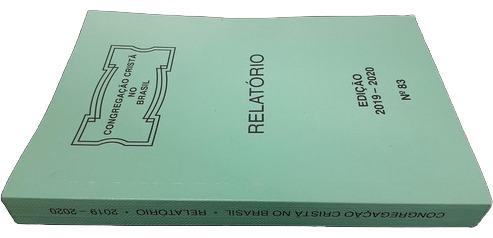 CONGREGAÇÃO CRISTÃ
NO
BRASIL
RELATÓRIO
EDIÇÃO
2019 - 2020
Nº 83
CONGREGAÇÃO CRISTÃ NO BRASIL • RELATÓRIO • 2019 - 2020